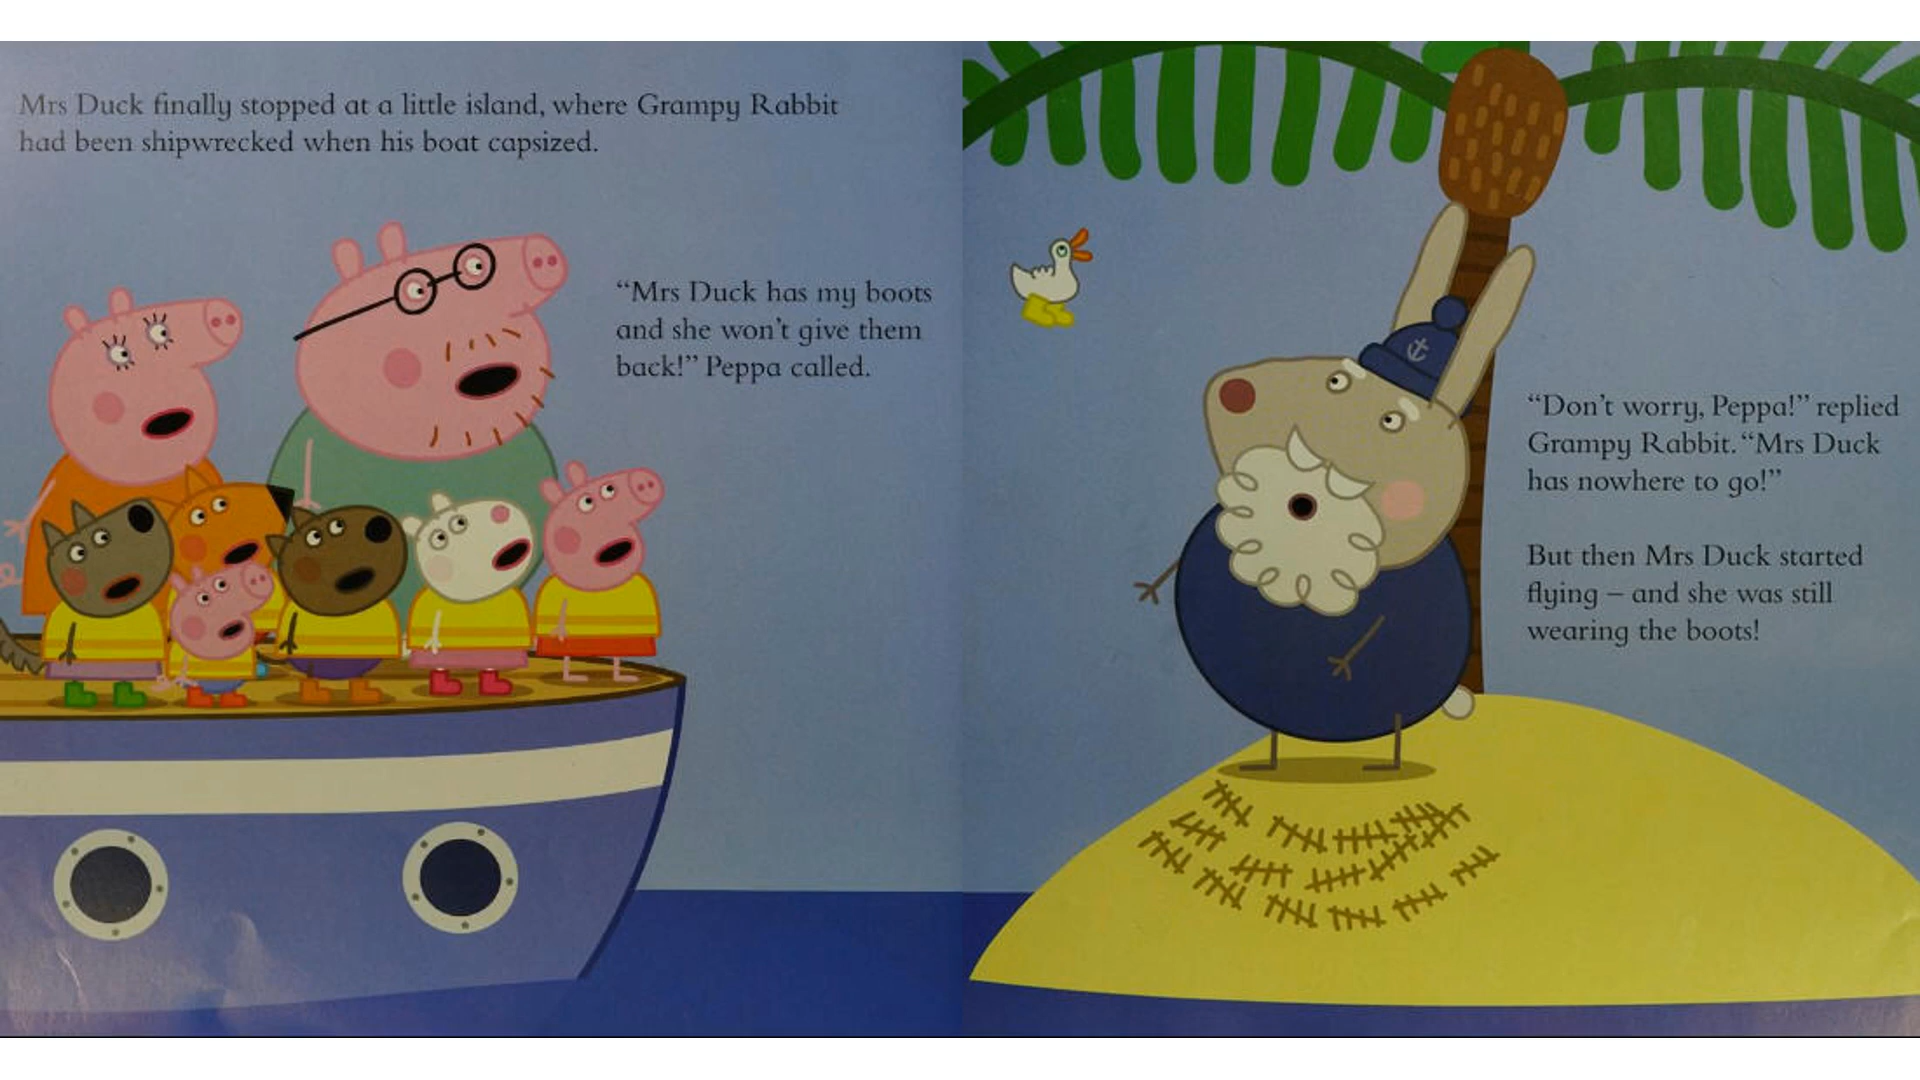 Mrs Duck finally stopped at a little island, where Grampy Rabbit
had been shipwrecked when his boat capsized.
“Mrs Duck has my boots
and she won’t give them
back!” Peppa called.
“Don’t worry, Peppa!” replied
Grampy Rabbit. “Mrs Duck
has nowhere to go!”
But then Mrs Duck started
flying – and she was still
wearing the boots!